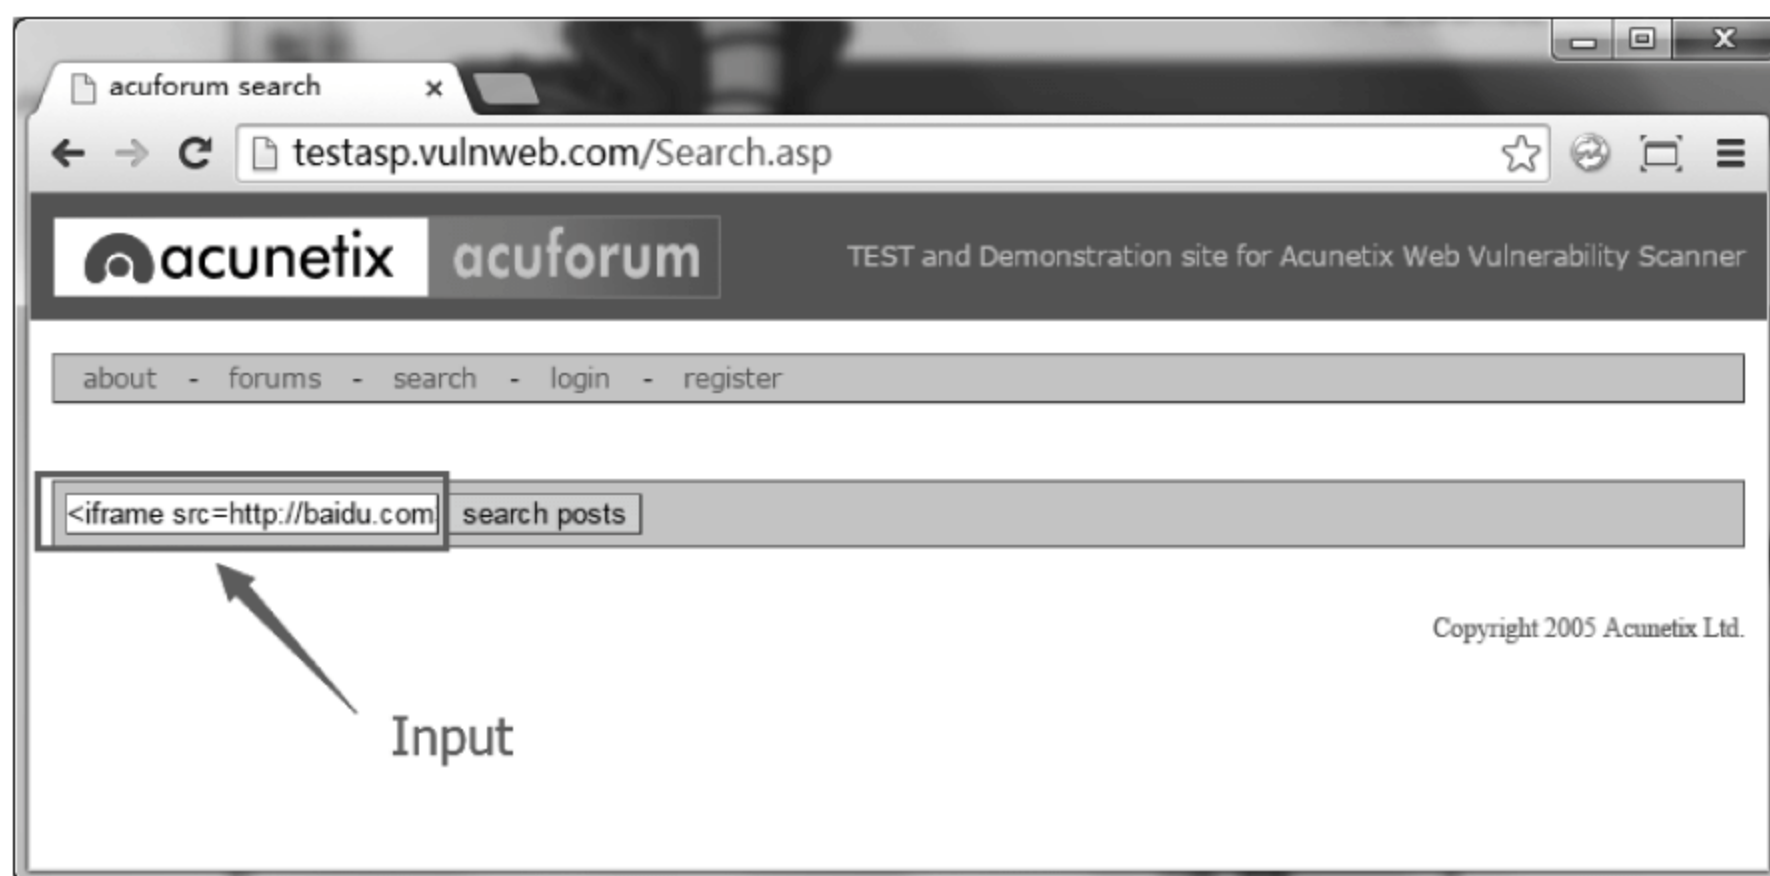 acuforum search
testasp.vulnweb.com/Search.asp
acunetix acuforum TEST and Demonstration site for Acunetix Web Vulnerability Scanner
about - forums - search - login - register
<iframe src=http://baidu.com search posts
Copyright 2005 Acunetix Ltd.
Input